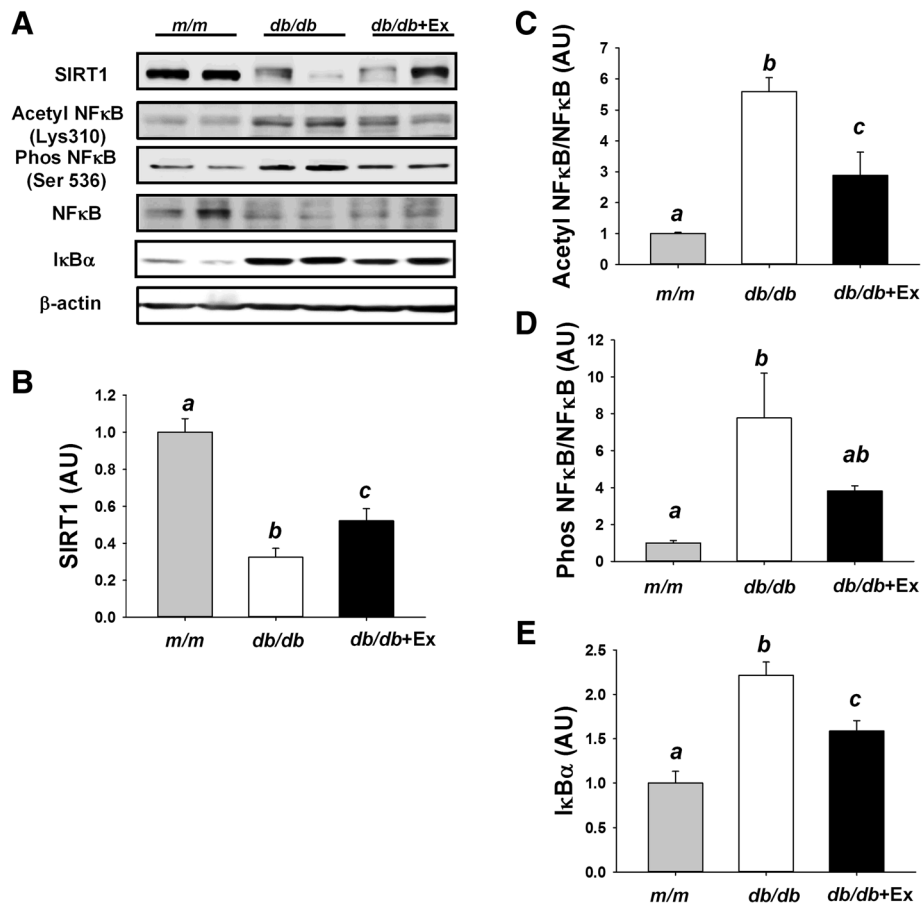 A
m/m db/db db/db+Ex
SIRT1
Acetyl NFκB
(Lys310)
Phos NFκB
(Ser 536)
NFκB
IκBα
β-actin
B
SIRT1 (AU)
1.2
1.0
0.8
0.6
0.4
0.2
0.0
a
b
c
m/m db/db db/db+Ex
C
Acetyl NFκB/NFκB (AU)
7
6
5
4
3
2
1
0
a
b
c
m/m db/db db/db+Ex
D
Phos NFκB/NFκB (AU)
12
10
8
6
4
2
0
a
b
ab
m/m db/db db/db+Ex
E
IκBα (AU)
2.5
2.0
1.5
1.0
0.5
0.0
a
b
c
m/m db/db db/db+Ex